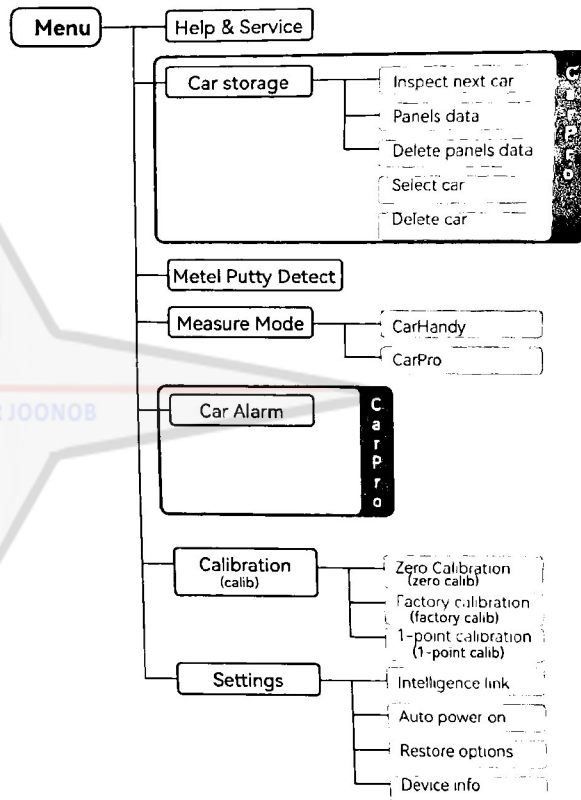 Menu
Help & Service
Car storage
Inspect next car
Panels data
Delete panels data
Select car
Delete car
CarPro
Metel Putty Detect
Measure Mode
CarHandy
CarPro
Car Alarm
CarPro
R JOONOB
Calibration
(calib)
Zero Calibration
(zero calib)
Factory calibration
(factory calib)
1-point calibration
(1-point calib)
Settings
Intelligence link
Auto power on
Restore options
Device info